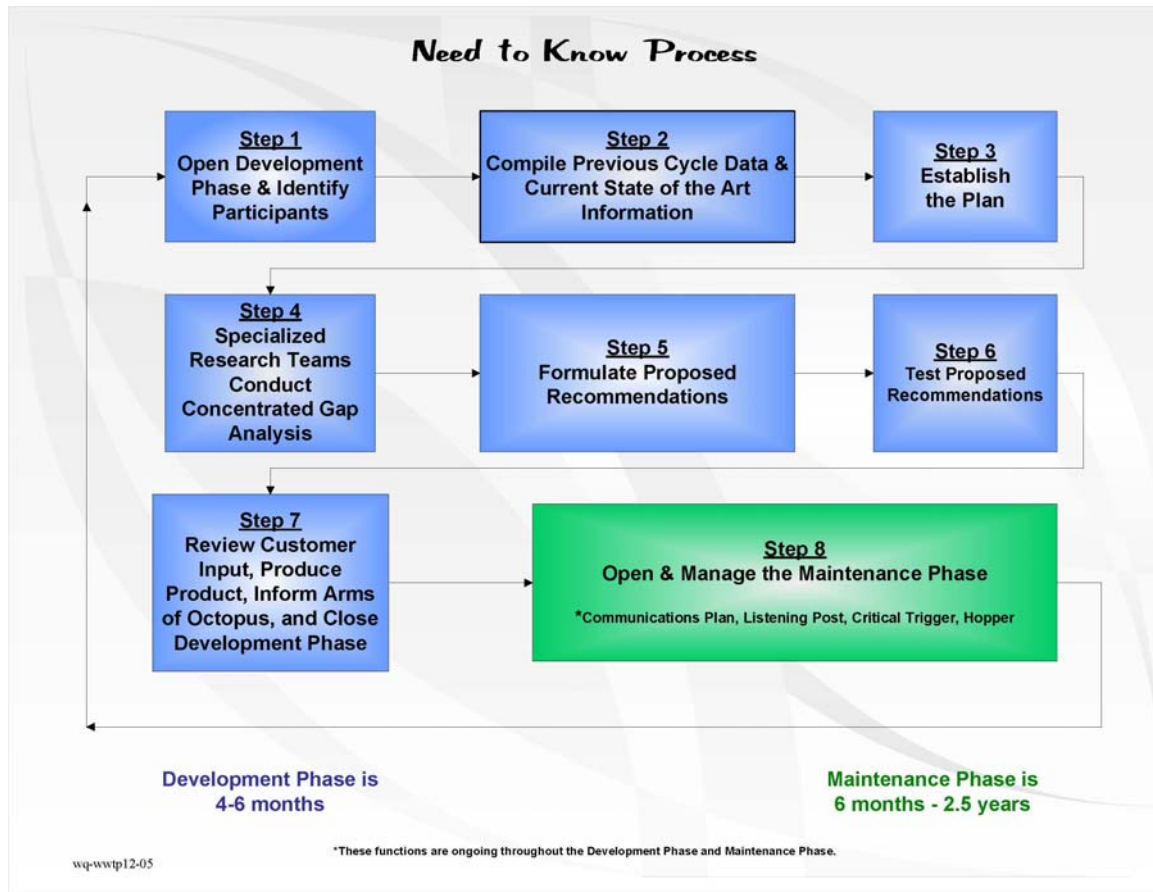 Need to Know Process
Step 1
Open Development
Phase & Identify
Participants
Step 2
Compile Previous Cycle Data &
Current State of the Art
Information
Step 3
Establish
the Plan
Step 4
Specialized
Research Teams
Conduct
Concentrated Gap
Analysis
Step 5
Formulate Proposed
Recommendations
Step 6
Test Proposed
Recommendations
Step 7
Review Customer
Input, Produce
Product, Inform Arms
of Octopus, and Close
Development Phase
Step 8
Open & Manage the Maintenance Phase
*Communications Plan, Listening Post, Critical Trigger, Hopper
Development Phase is
4-6 months
Maintenance Phase is
6 months - 2.5 years
*These functions are ongoing throughout the Development Phase and Maintenance Phase.
wq-wwtp12-05